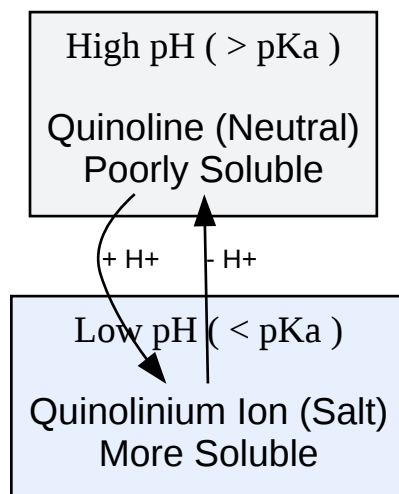 High pH ( > pKa )
Quinoline (Neutral)
Poorly Soluble
+ H+
- H+
Low pH ( < pKa )
Quinolinium Ion (Salt)
More Soluble